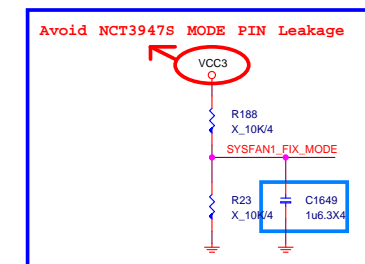 Avoid NCT3947S MODE PIN Leakage
VCC3
R188
X_10K/4
SYSFAN1_FIX_MODE
R23
X_10K/4
C1649
1u6.3X4